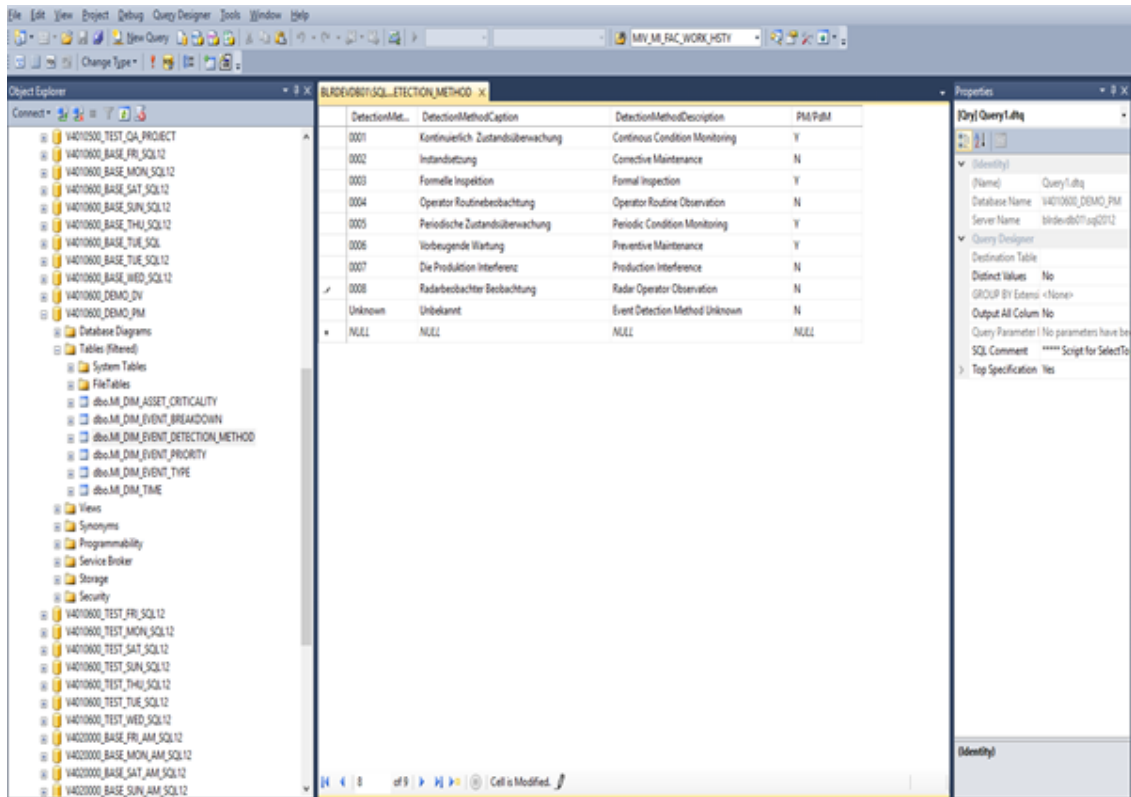 File Edit View Project Debug Query Designer Tools Window Help
New Query MIV_MI_FAC_WORK_HSTY
Change Type
Object Explorer
Connect
V4010500_TEST_QA_PROJECT
V4010600_BASE_FRI_SQL12
V4010600_BASE_MON_SQL12
V4010600_BASE_SAT_SQL12
V4010600_BASE_SUN_SQL12
V4010600_BASE_THU_SQL12
V4010600_BASE_TUE_SQL
V4010600_BASE_TUE_SQL12
V4010600_BASE_WED_SQL12
V4010600_DEMO_DV
V4010600_DEMO_PM
Database Diagrams
Tables (filtered)
System Tables
FileTables
dbo.MI_DIM_ASSET_CRITICALITY
dbo.MI_DIM_EVENT_BREAKDOWN
dbo.MI_DIM_EVENT_DETECTION_METHOD
dbo.MI_DIM_EVENT_PRIORITY
dbo.MI_DIM_EVENT_TYPE
dbo.MI_DIM_TIME
Views
Synonyms
Programmability
Service Broker
Storage
Security
V4010600_TEST_FRI_SQL12
V4010600_TEST_MON_SQL12
V4010600_TEST_SAT_SQL12
V4010600_TEST_SUN_SQL12
V4010600_TEST_THU_SQL12
V4010600_TEST_TUE_SQL12
V4010600_TEST_WED_SQL12
V4020000_BASE_FRI_AM_SQL12
V4020000_BASE_MON_AM_SQL12
V4020000_BASE_SAT_AM_SQL12
V4020000_BASE_SUN_AM_SQL12
BLRDEVDB01\SQL...ETECTION_METHOD
DetectionMet... DetectionMethodCaption DetectionMethodDescription PM/PdM
0001 Kontinuierlich Zustandsüberwachung Continous Condition Monitoring Y
0002 Instandsetzung Corrective Maintenance N
0003 Formelle Inspektion Formal Inspection Y
0004 Operator Routinebeobachtung Operator Routine Observation N
0005 Periodische Zustandsüberwachung Periodic Condition Monitoring Y
0006 Vorbeugende Wartung Preventive Maintenance Y
0007 Die Produktion Interferenz Production Interference N
0008 Radarbeobachter Beobachtung Radar Operator Observation N
Unknown Unbekannt Event Detection Method Unknown N
NULL NULL NULL NULL
8 of 9 Cell is Modified.
Properties
[Qry] Query1.dtq
(Identity)
(Name) Query1.dtq
Database Name V4010600_DEMO_PM
Server Name blrdevdb01\sql2012
Query Designer
Destination Table
Distinct Values No
GROUP BY Extensi <None>
Output All Colum No
Query Parameter l No parameters have be
SQL Comment ***** Script for SelectTo
Top Specification Yes
(Identity)